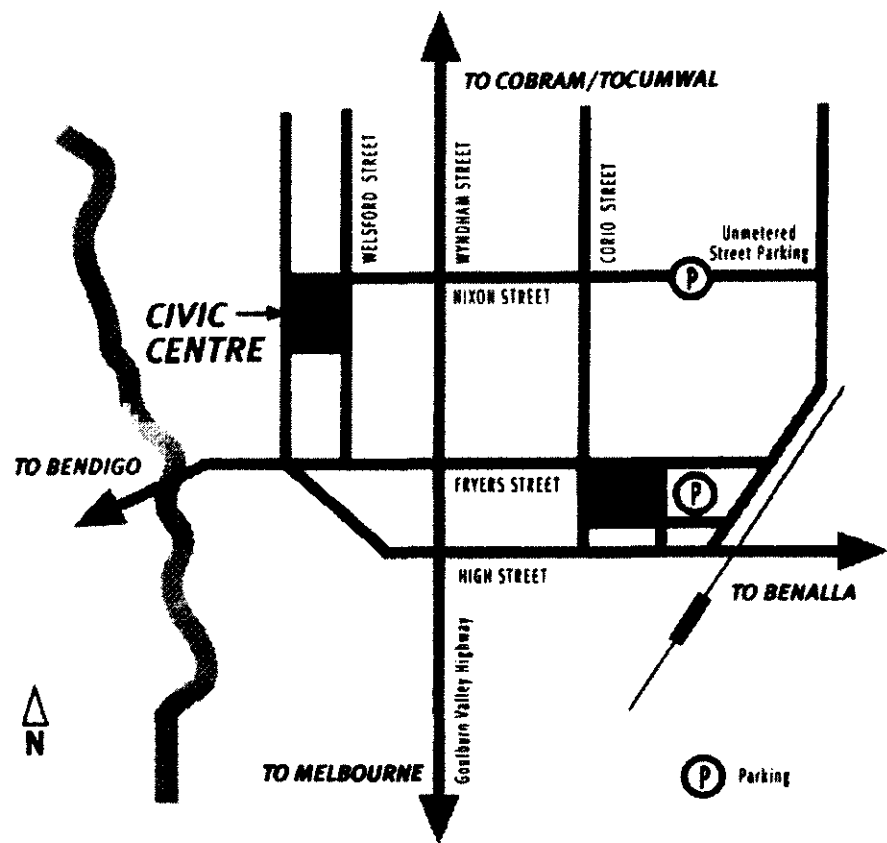 TO COBRAM/TOCUMWAL
WELSFORD STREET
WYNDHAM STREET
CORIO STREET
Unmetered
Street Parking
P
NIXON STREET
CIVIC
CENTRE
TO BENDIGO
FRYERS STREET
P
HIGH STREET
TO BENALLA
Goulburn Valley Highway
N
TO MELBOURNE
P Parking